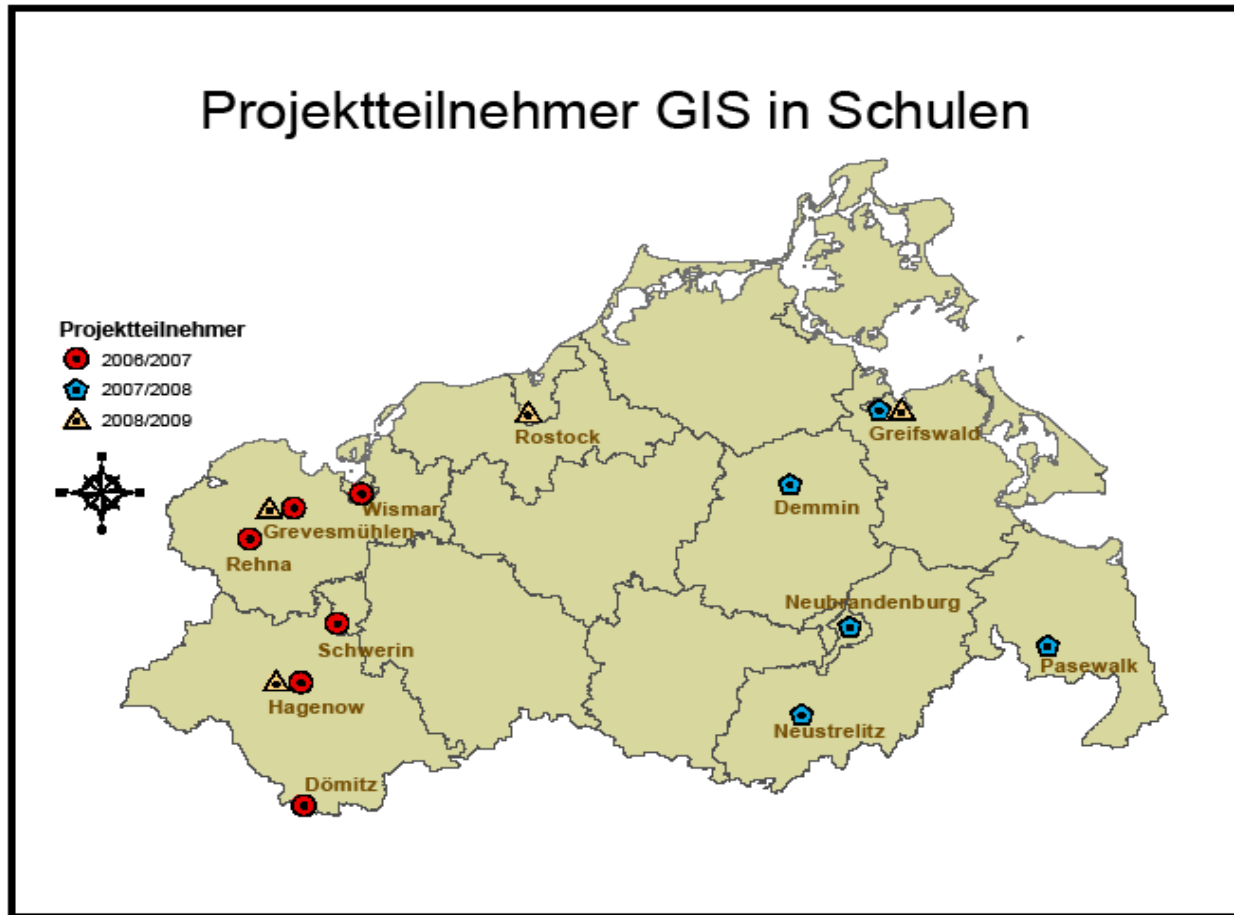 Projektteilnehmer GIS in Schulen
Projektteilnehmer
2006/2007
2007/2008
2008/2009
Rostock
Greifswald
Wismar
Demmin
Grevesmühlen
Rehna
Neubrandenburg
Schwerin
Pasewalk
Hagenow
Neustrelitz
Dömitz